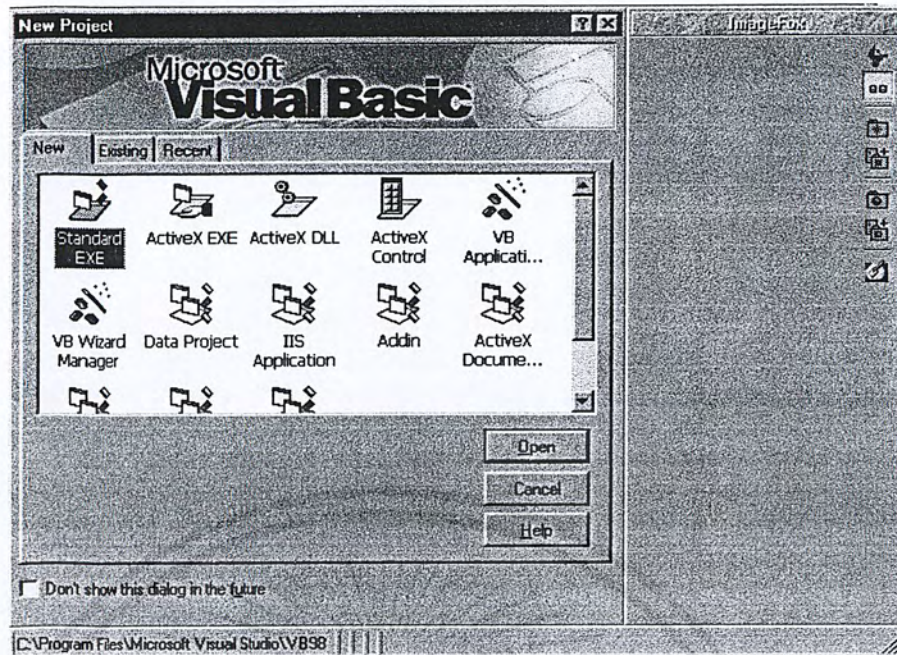 New Project
ImageFox
Microsoft
Visual Basic
New
Existing
Recent
Standard EXE
ActiveX EXE
ActiveX DLL
ActiveX Control
VB Applicati...
VB Wizard Manager
Data Project
IIS Application
Addin
ActiveX Docume...
Open
Cancel
Help
Don't show this dialog in the future
C:\Program Files\Microsoft Visual Studio\VB98